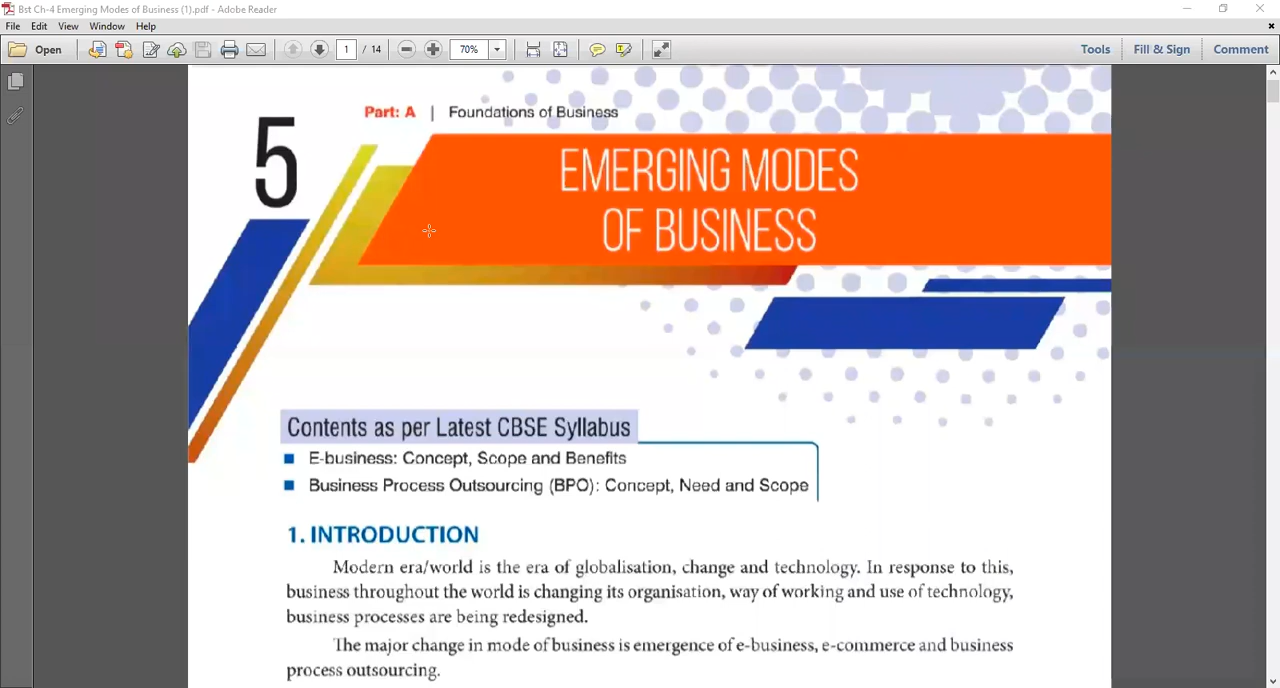 Bst Ch-4 Emerging Modes of Business (1).pdf - Adobe Reader
File Edit View Window Help
Open 1 / 14 70% Tools Fill & Sign Comment
Part: A | Foundations of Business
5
EMERGING MODES
OF BUSINESS
Contents as per Latest CBSE Syllabus
E-business: Concept, Scope and Benefits
Business Process Outsourcing (BPO): Concept, Need and Scope
1. INTRODUCTION
Modern era/world is the era of globalisation, change and technology. In response to this,
business throughout the world is changing its organisation, way of working and use of technology,
business processes are being redesigned.
The major change in mode of business is emergence of e-business, e-commerce and business
process outsourcing.